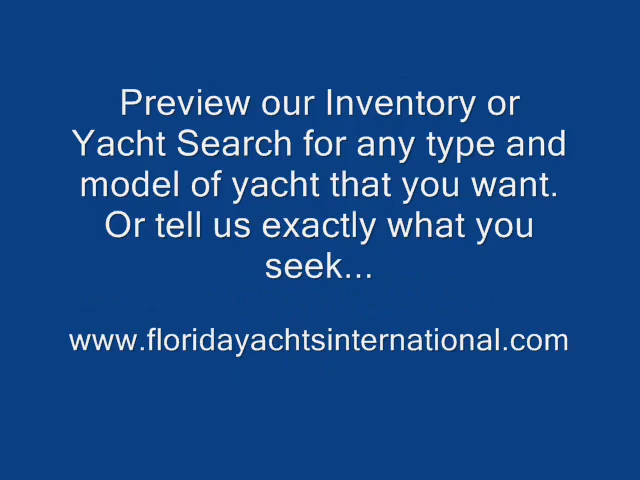 Preview our Inventory or
Yacht Search for any type and
model of yacht that you want.
Or tell us exactly what you
seek...
www.floridayachtsinternational.com